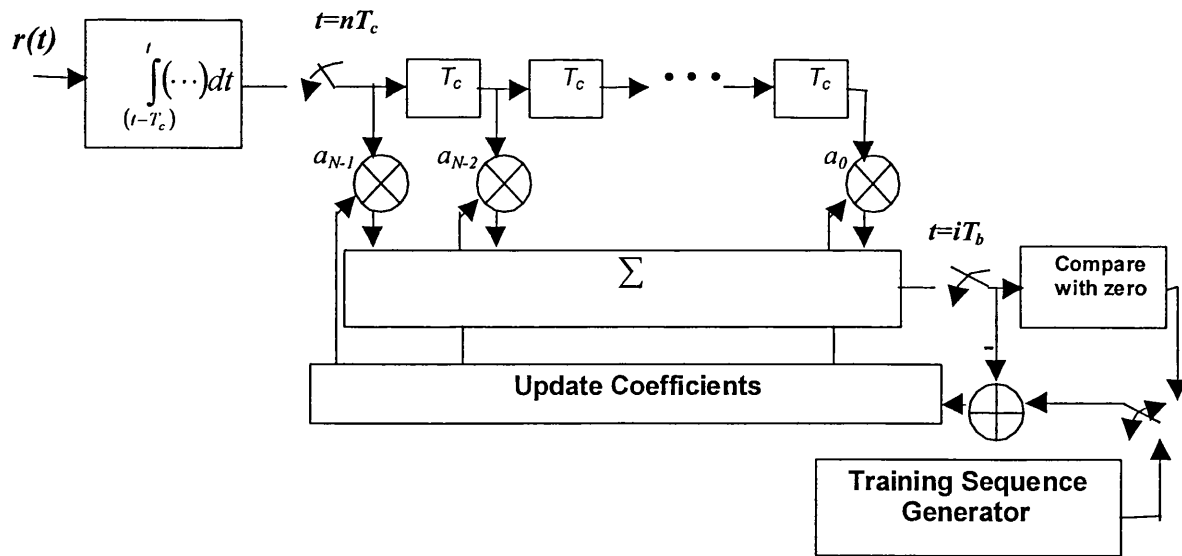 r(t)
t
∫(⋯)dt
(t−T_c)
t=nT_c
T_c
T_c
• • •
T_c
a_{N-1}
a_{N-2}
a_0
Σ
t=iT_b
Compare
with zero
-
Update Coefficients
Training Sequence
Generator